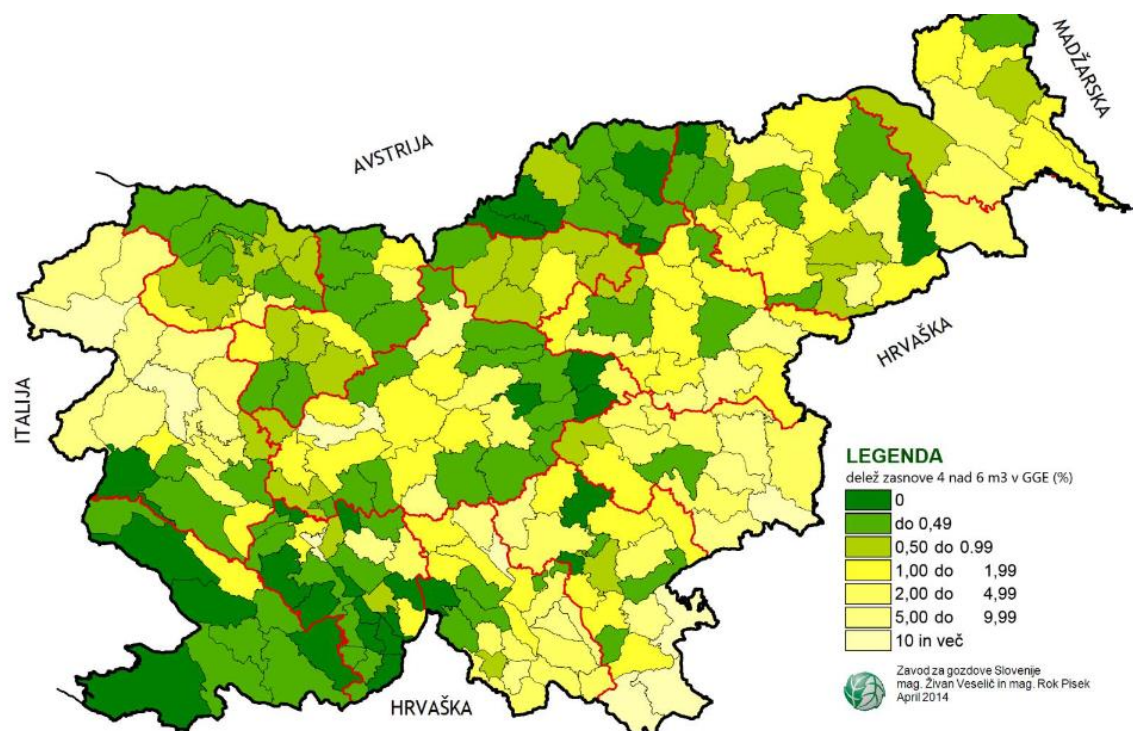 MADŽARSKA
AVSTRIJA
HRVAŠKA
ITALIJA
LEGENDA
delež zasnove 4 nad 6 m3 v GGE (%)
0
do 0,49
0,50 do 0.99
1,00 do 1,99
2,00 do 4,99
5,00 do 9,99
10 in več
Zavod za gozdove Slovenije
mag. Živan Veselič in mag. Rok Pisek
April 2014
HRVAŠKA